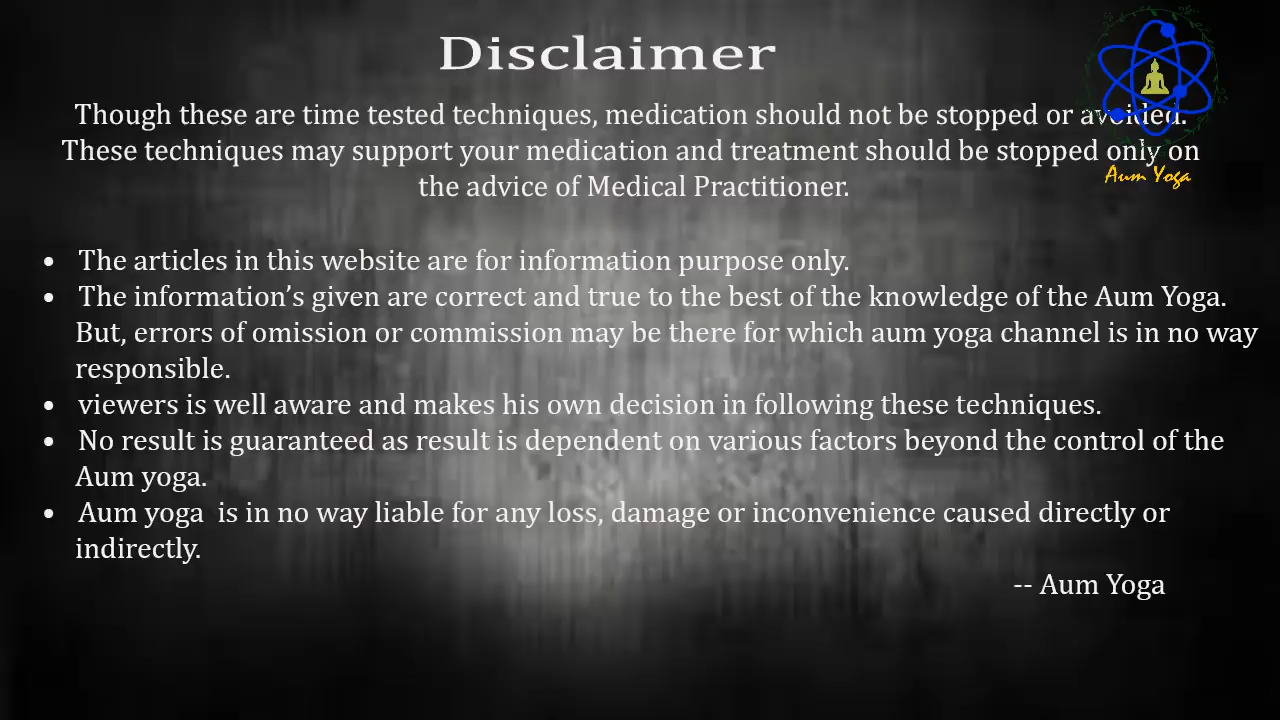 Disclaimer
Though these are time tested techniques, medication should not be stopped or avoided.
These techniques may support your medication and treatment should be stopped only on
the advice of Medical Practitioner.
Aum Yoga
• The articles in this website are for information purpose only.
• The information’s given are correct and true to the best of the knowledge of the Aum Yoga.
But, errors of omission or commission may be there for which aum yoga channel is in no way
responsible.
• viewers is well aware and makes his own decision in following these techniques.
• No result is guaranteed as result is dependent on various factors beyond the control of the
Aum yoga.
• Aum yoga is in no way liable for any loss, damage or inconvenience caused directly or
indirectly.
-- Aum Yoga